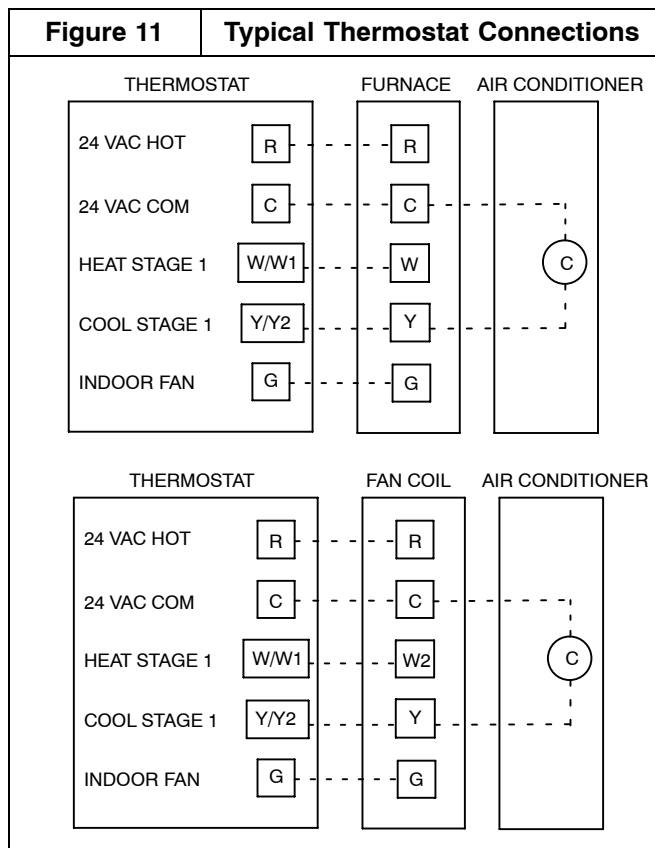 Figure 11 Typical Thermostat Connections
THERMOSTAT FURNACE AIR CONDITIONER
24 VAC HOT R R
24 VAC COM C C
HEAT STAGE 1 W/W1 W C
COOL STAGE 1 Y/Y2 Y
INDOOR FAN G G
THERMOSTAT FAN COIL AIR CONDITIONER
24 VAC HOT R R
24 VAC COM C C
HEAT STAGE 1 W/W1 W2 C
COOL STAGE 1 Y/Y2 Y
INDOOR FAN G G